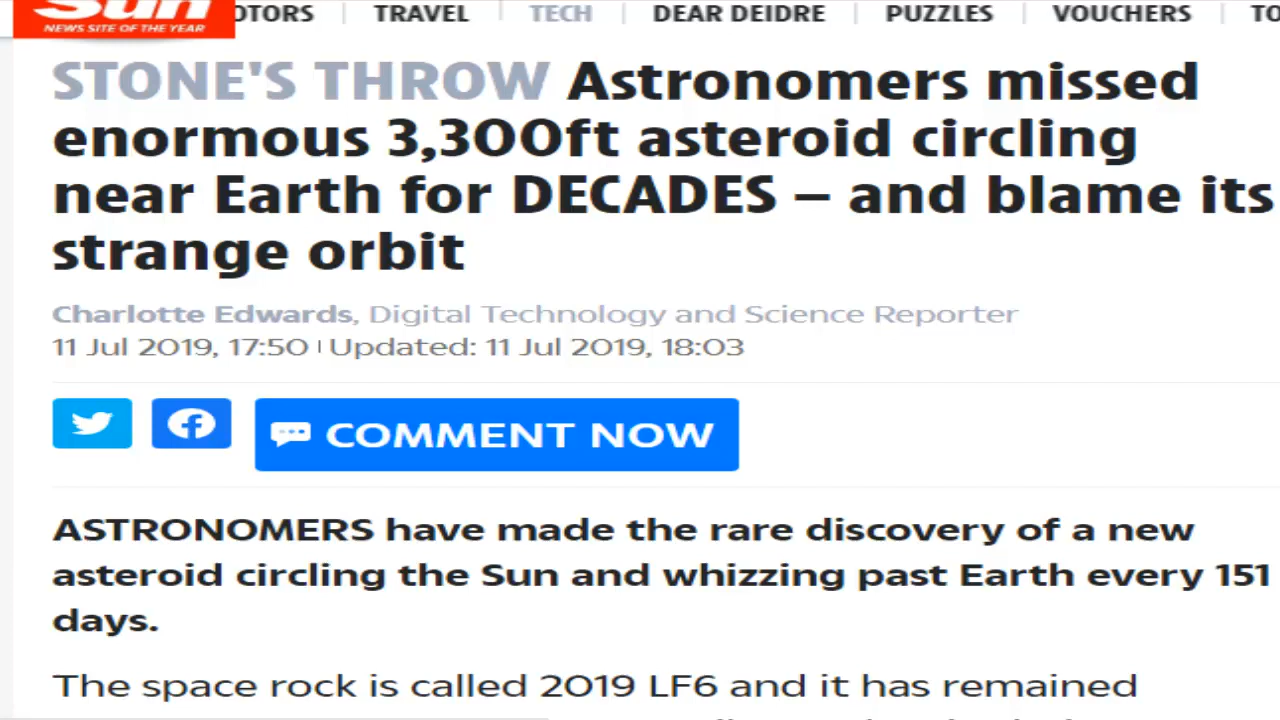 Sun
NEWS SITE OF THE YEAR
OTORS TRAVEL TECH DEAR DEIDRE PUZZLES VOUCHERS TO
STONE'S THROW Astronomers missed
enormous 3,300ft asteroid circling
near Earth for DECADES – and blame its
strange orbit
Charlotte Edwards, Digital Technology and Science Reporter
11 Jul 2019, 17:50 | Updated: 11 Jul 2019, 18:03
COMMENT NOW
ASTRONOMERS have made the rare discovery of a new
asteroid circling the Sun and whizzing past Earth every 151
days.
The space rock is called 2019 LF6 and it has remained